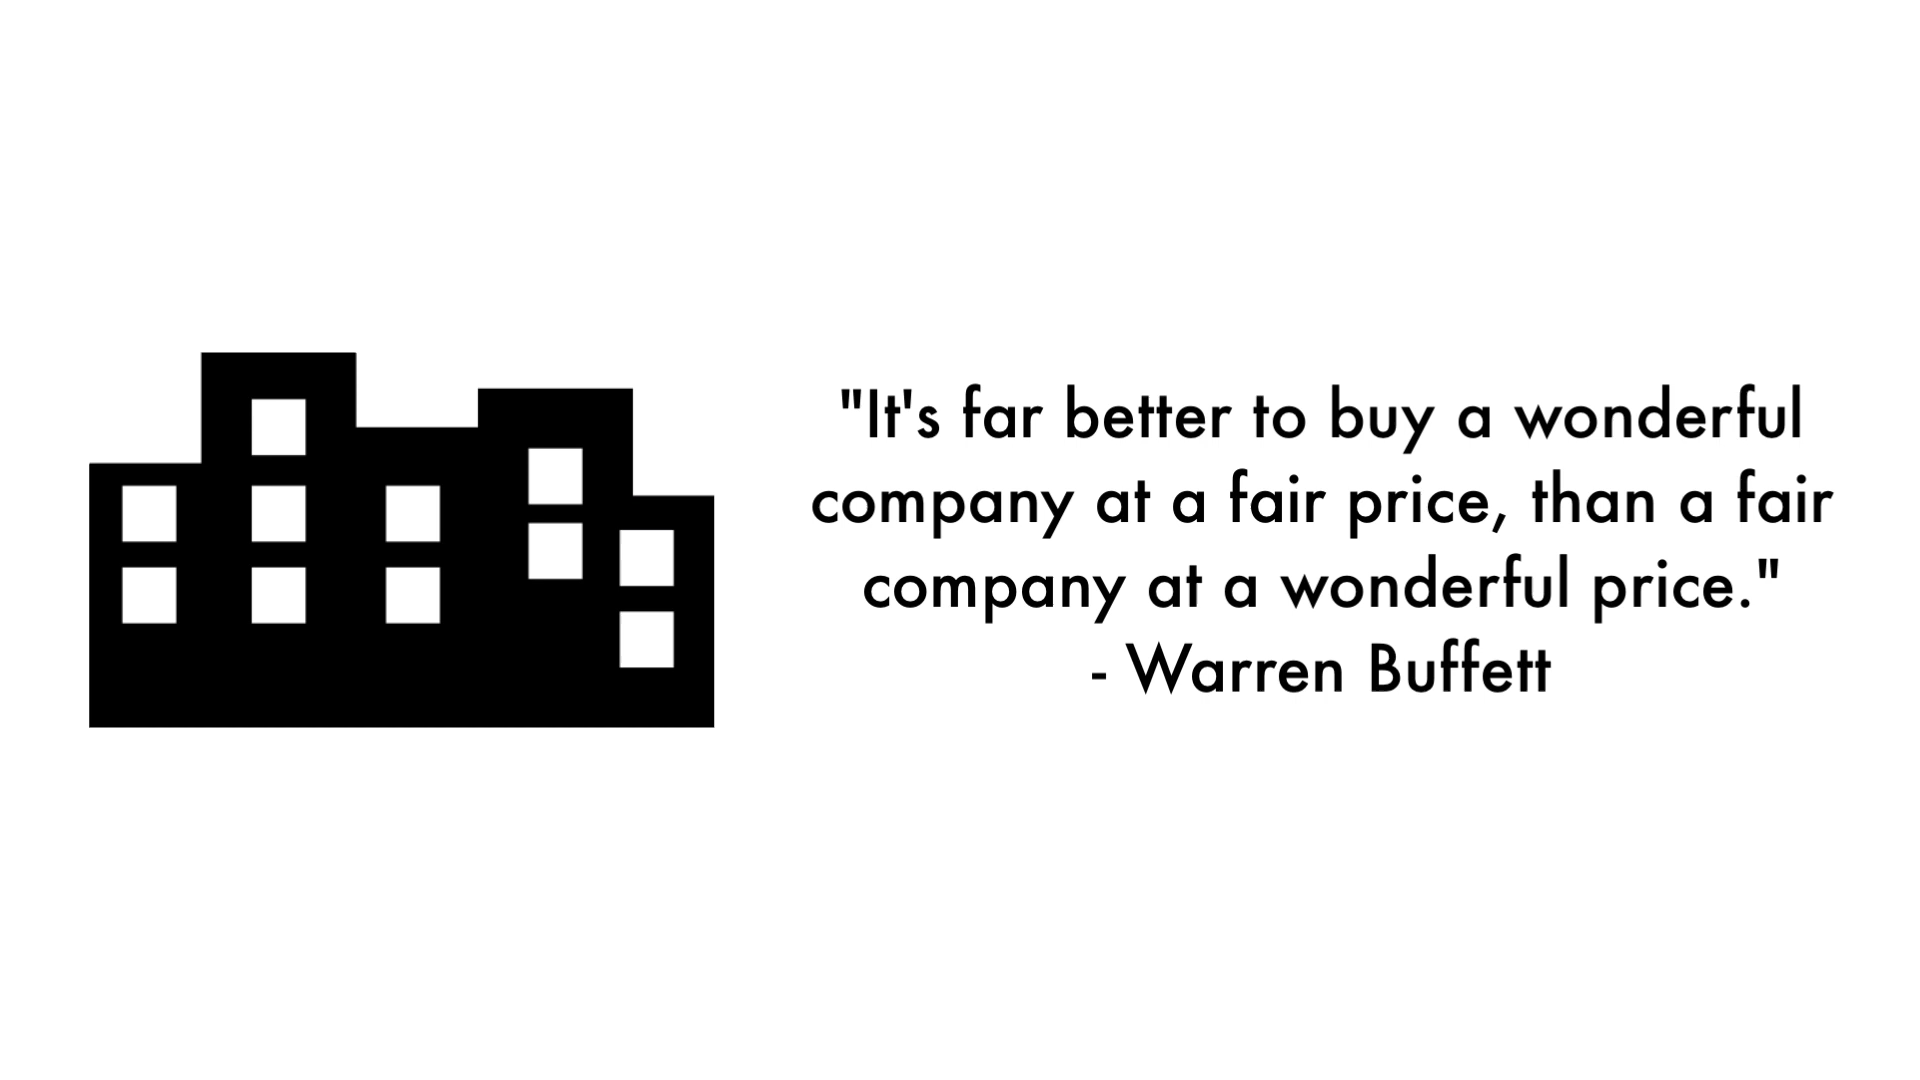 "It's far better to buy a wonderful
company at a fair price, than a fair
company at a wonderful price."
- Warren Buffett